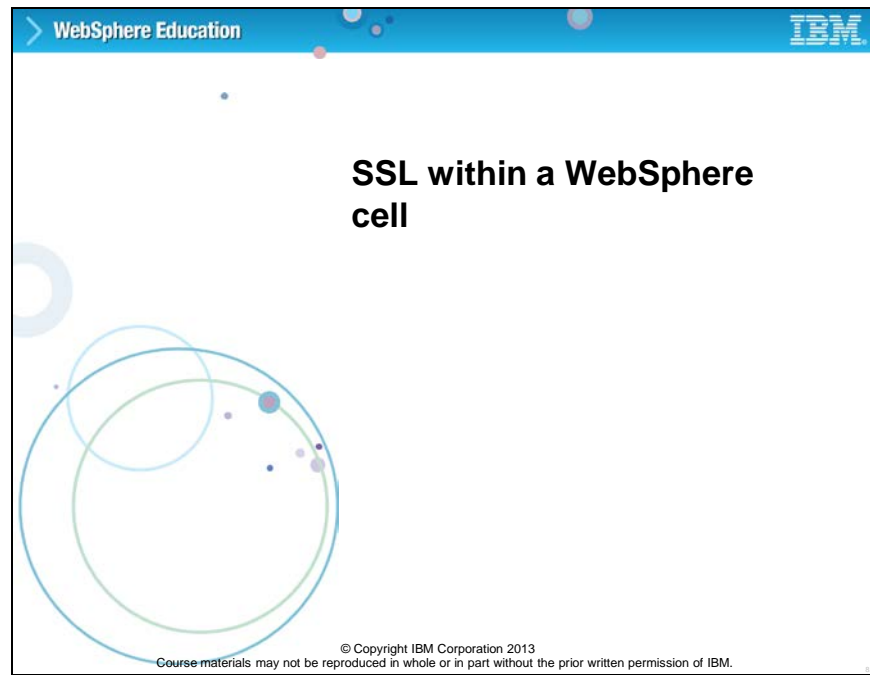 WebSphere Education
IBM®
SSL within a WebSphere
cell
© Copyright IBM Corporation 2013
Course materials may not be reproduced in whole or in part without the prior written permission of IBM.